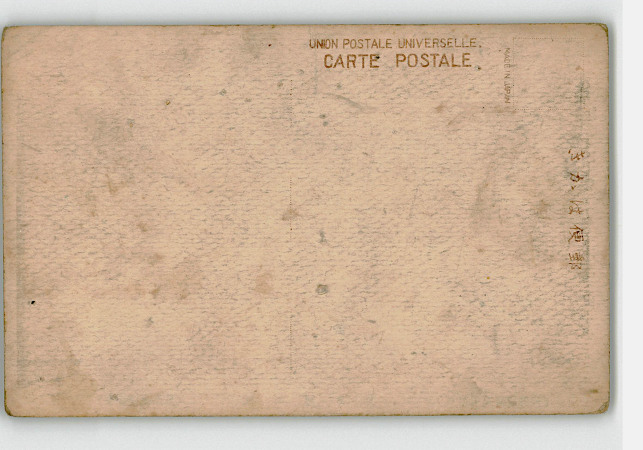 UNION POSTALE UNIVERSELLE.
CARTE POSTALE
MADE IN JAPAN
きかは便郵